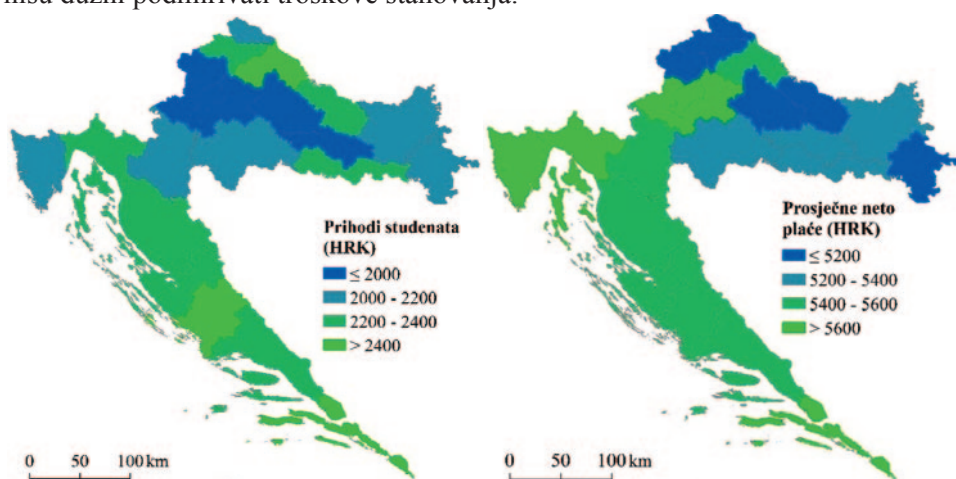 nisu dužni podmirivati troškove stanovanja.
Prihodi studenata
(HRK)
≤ 2000
2000 - 2200
2200 - 2400
> 2400
0 50 100 km
Prosječne neto
plaće (HRK)
≤ 5200
5200 - 5400
5400 - 5600
> 5600
0 50 100 km